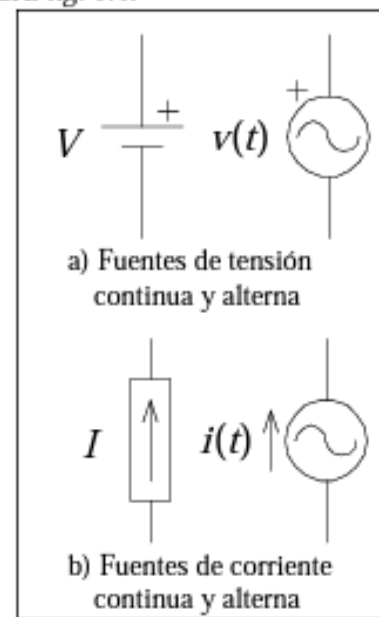 V + v(t) +
a) Fuentes de tensión
continua y alterna
I i(t)
b) Fuentes de corriente
continua y alterna